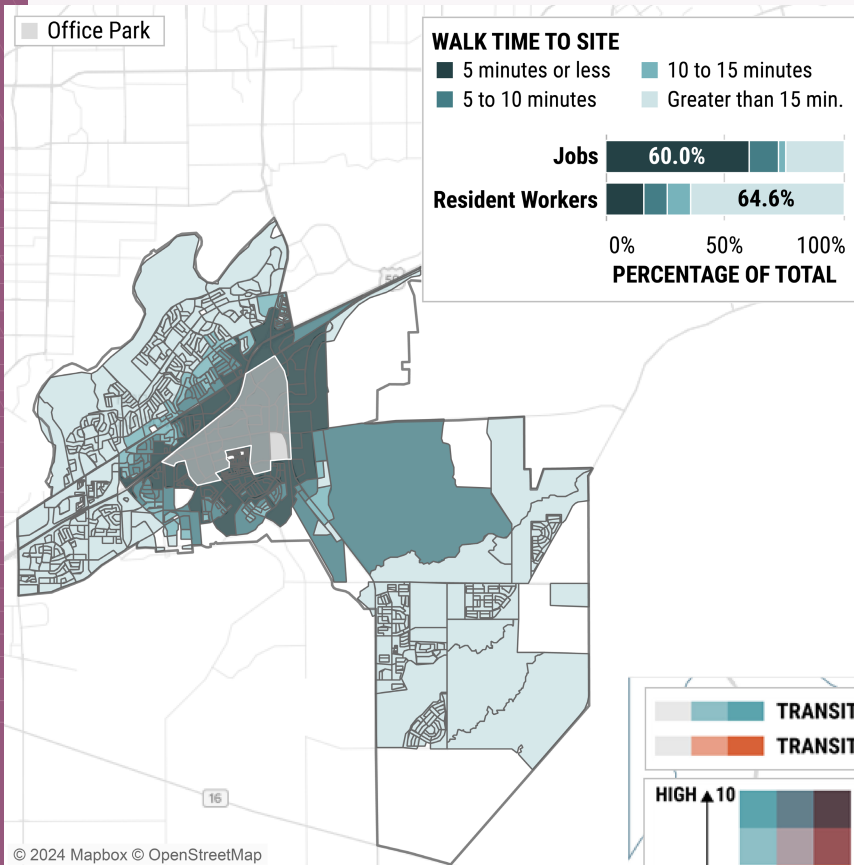 Office Park
WALK TIME TO SITE
5 minutes or less
10 to 15 minutes
5 to 10 minutes
Greater than 15 min.
Jobs
60.0%
Resident Workers
64.6%
0% 50% 100%
PERCENTAGE OF TOTAL
50
16
TRANSIT
TRANSIT
HIGH 10
© 2024 Mapbox © OpenStreetMap